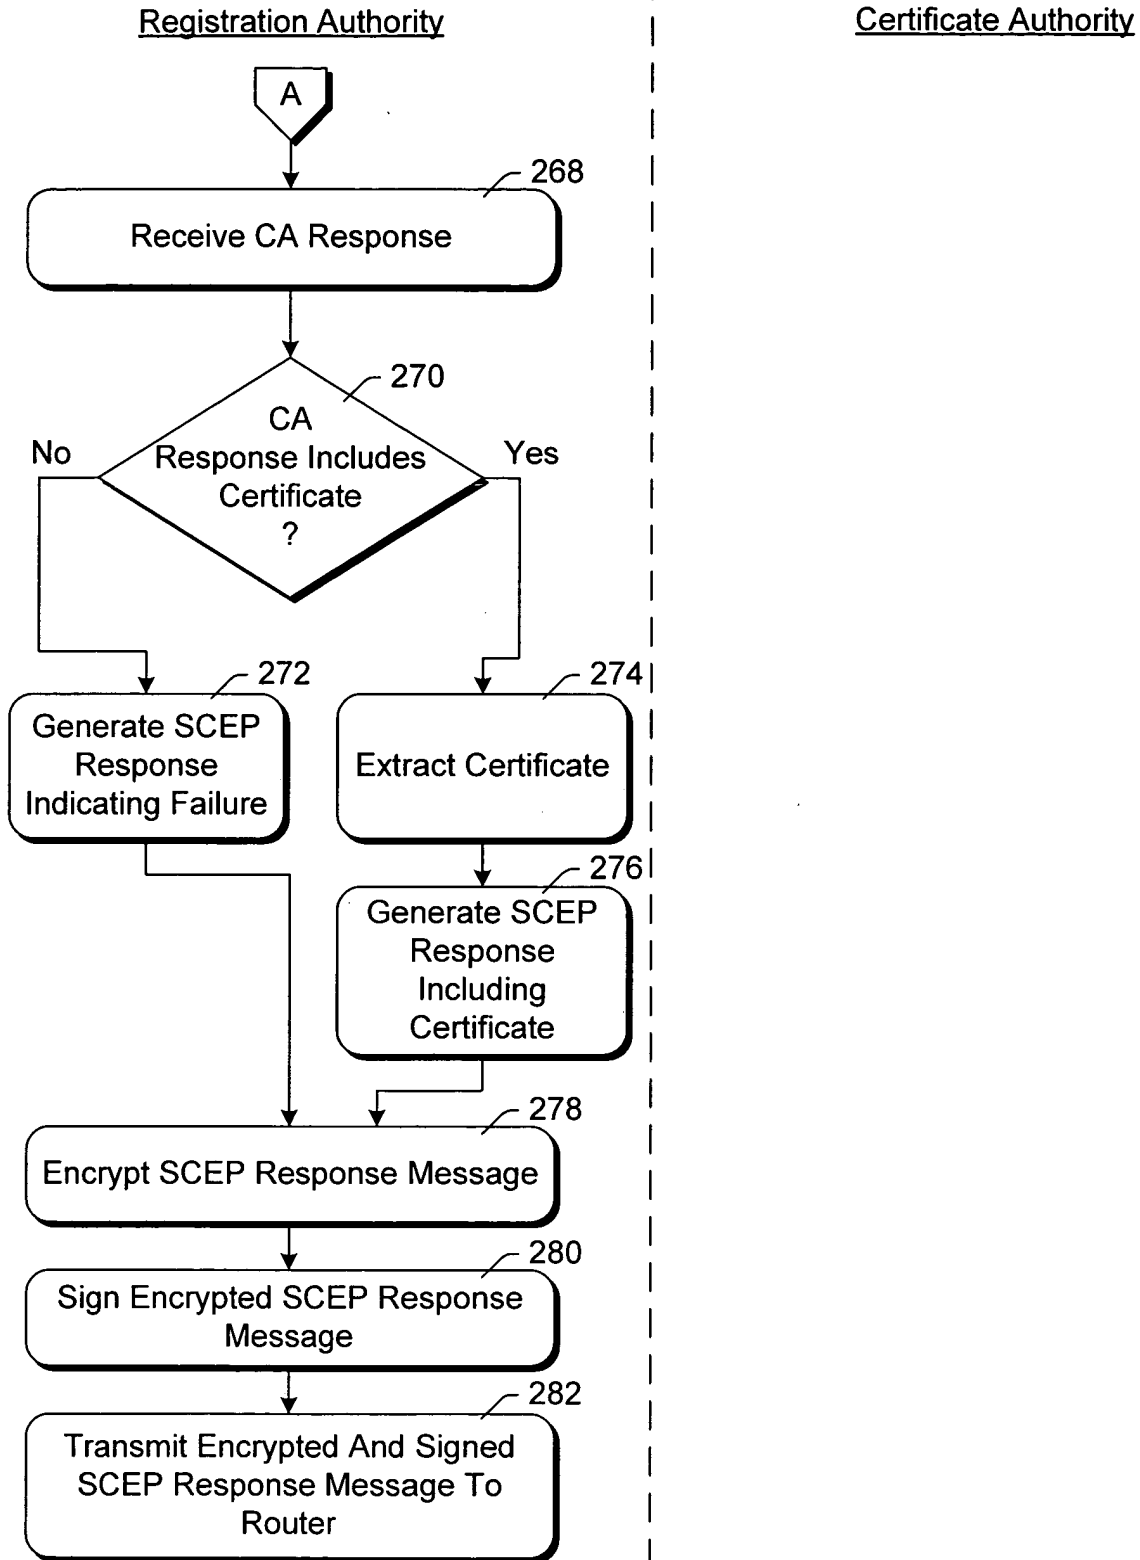 Registration Authority
Certificate Authority
A
268
Receive CA Response
270
CA
Response Includes
Certificate
?
No
Yes
272
Generate SCEP
Response
Indicating Failure
274
Extract Certificate
276
Generate SCEP
Response
Including
Certificate
278
Encrypt SCEP Response Message
280
Sign Encrypted SCEP Response
Message
282
Transmit Encrypted And Signed
SCEP Response Message To
Router